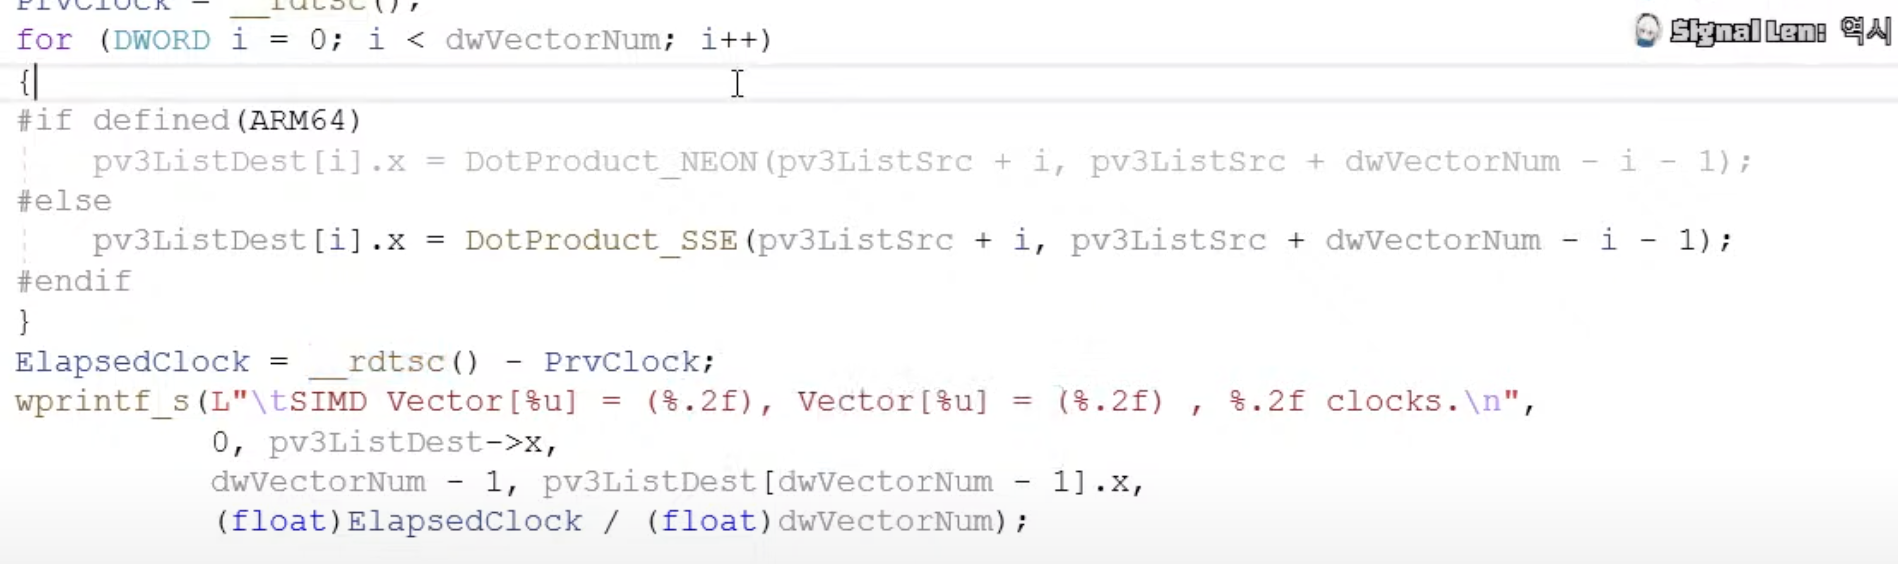 PrvClock = __rdtsc();
for (DWORD i = 0; i < dwVectorNum; i++)
Signal Len: 역시
{
#if defined(ARM64)
    pv3ListDest[i].x = DotProduct_NEON(pv3ListSrc + i, pv3ListSrc + dwVectorNum - i - 1);
#else
    pv3ListDest[i].x = DotProduct_SSE(pv3ListSrc + i, pv3ListSrc + dwVectorNum - i - 1);
#endif
}
ElapsedClock = __rdtsc() - PrvClock;
wprintf_s(L"\tSIMD Vector[%u] = (%.2f), Vector[%u] = (%.2f) , %.2f clocks.\n",
          0, pv3ListDest->x,
          dwVectorNum - 1, pv3ListDest[dwVectorNum - 1].x,
          (float)ElapsedClock / (float)dwVectorNum);